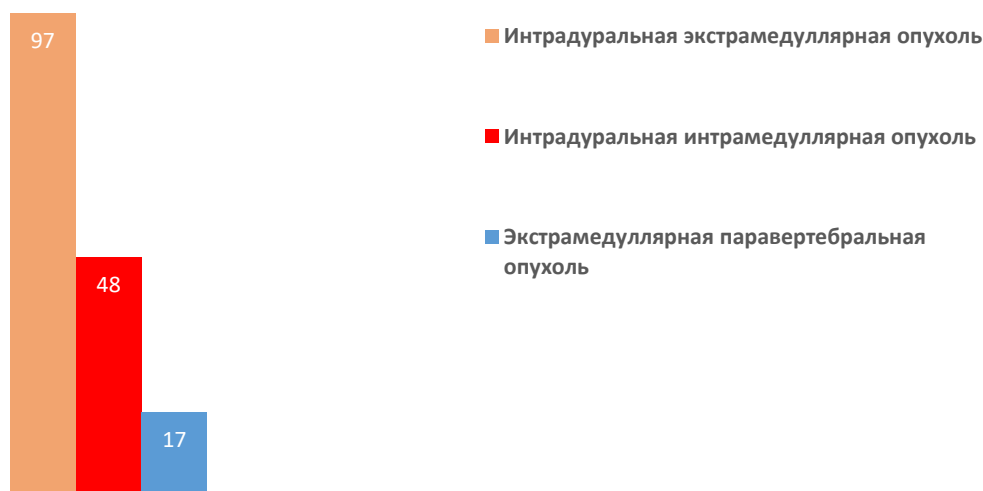 97
48
17
Интрадуральная экстрамедуллярная опухоль
Интрадуральная интрамедуллярная опухоль
Экстрамедуллярная паравертебральная
опухоль